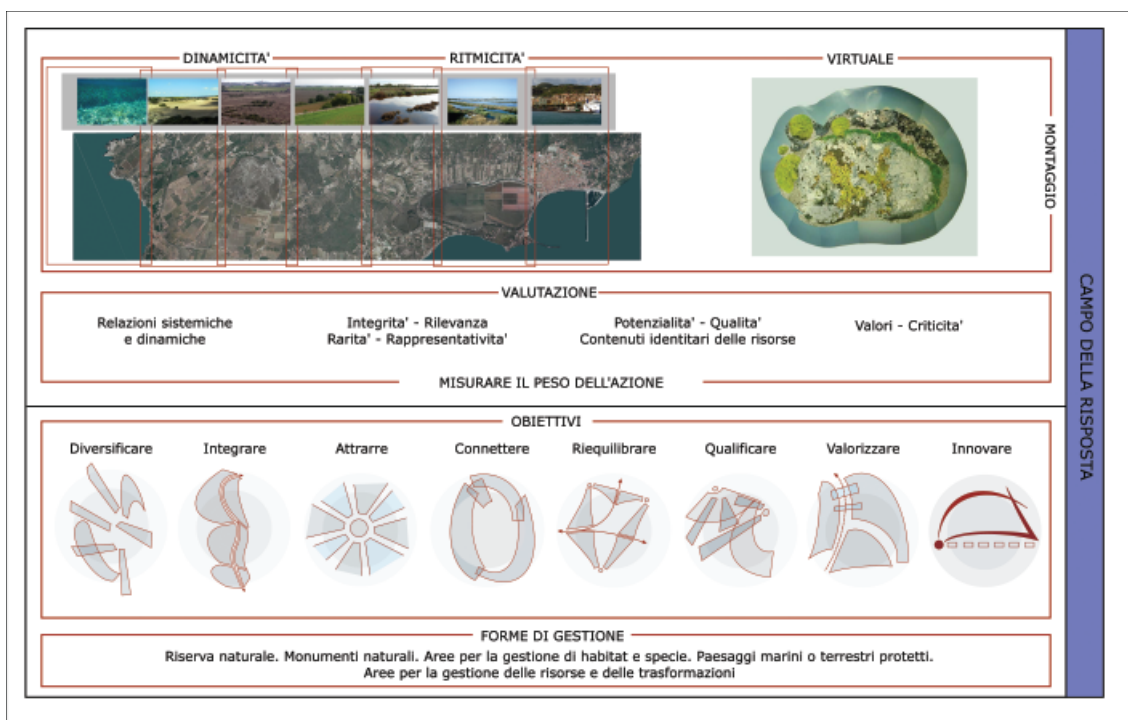 DINAMICITA'
RITMICITA'
VIRTUALE
MONTAGGIO
VALUTAZIONE
Relazioni sistemiche
e dinamiche
Integrita' - Rilevanza
Rarita' - Rappresentativita'
Potenzialita' - Qualita'
Contenuti identitari delle risorse
Valori - Criticita'
MISURARE IL PESO DELL'AZIONE
CAMPO DELLA RISPOSTA
OBIETTIVI
Diversificare
Integrare
Attrarre
Connettere
Riequilibrare
Qualificare
Valorizzare
Innovare
FORME DI GESTIONE
Riserva naturale. Monumenti naturali. Aree per la gestione di habitat e specie. Paesaggi marini o terrestri protetti.
Aree per la gestione delle risorse e delle trasformazioni